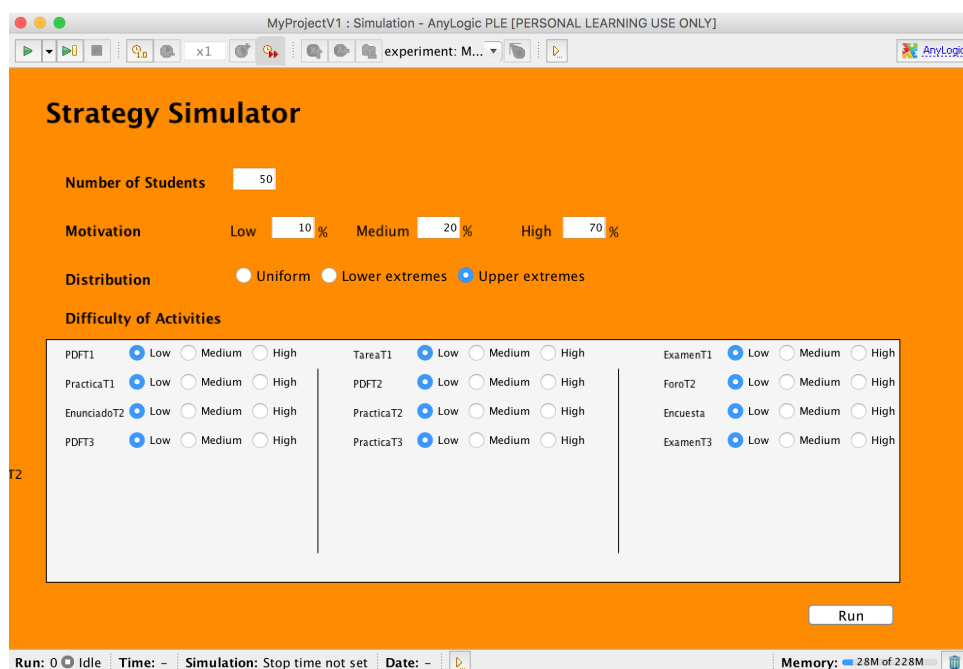 MyProjectV1 : Simulation - AnyLogic PLE [PERSONAL LEARNING USE ONLY]
1.0 x1 experiment: M... AnyLogic
Strategy Simulator
Number of Students 50
Motivation Low 10 % Medium 20 % High 70 %
Distribution Uniform Lower extremes Upper extremes
Difficulty of Activities
PDFT1 Low Medium High TareaT1 Low Medium High ExamenT1 Low Medium High
PracticaT1 Low Medium High PDFT2 Low Medium High ForoT2 Low Medium High
EnunciadoT2 Low Medium High PracticaT2 Low Medium High Encuesta Low Medium High
PDFT3 Low Medium High PracticaT3 Low Medium High ExamenT3 Low Medium High
T2
Run
Run: 0 Idle Time: – Simulation: Stop time not set Date: – Memory: 28M of 228M